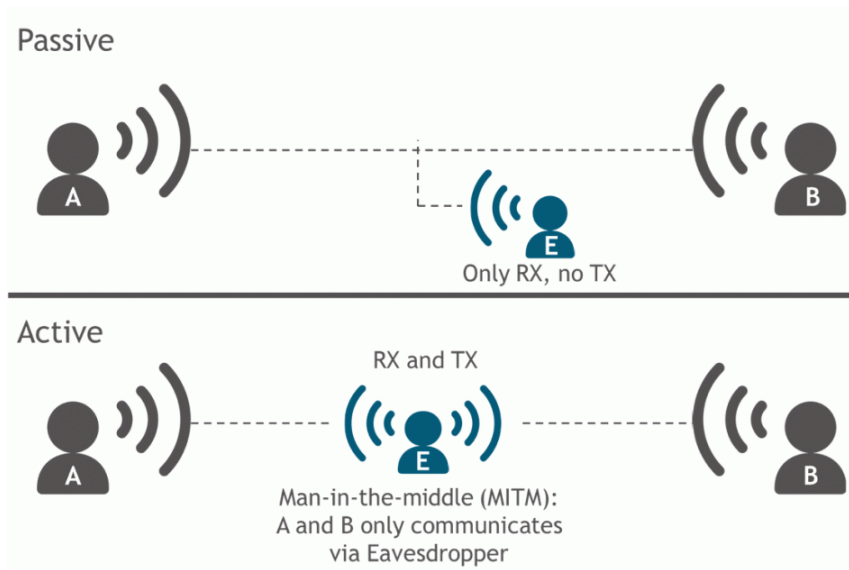 Passive
A
B
E
Only RX, no TX
Active
RX and TX
A
E
B
Man-in-the-middle (MITM):
A and B only communicates
via Eavesdropper